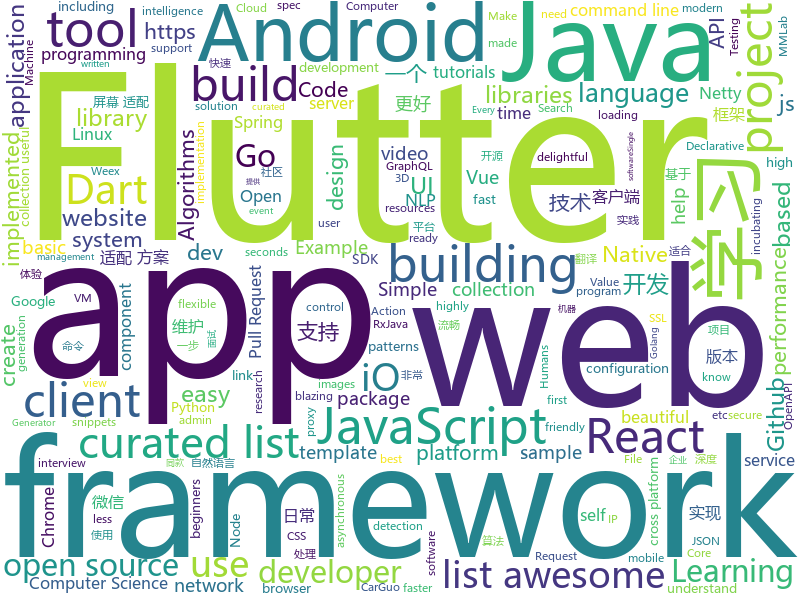 Flutter
app
web
framework
Android
Java
学习
JavaScript
React
tool
build
building
client
project
Dart
iO
use
curated list
open source
developer
list awesome
Learning
Go
UI
Native
language
libraries
library
website
system
application
programming
https
Code
server
Linux
implemented
basic
collection useful
Machine
including
Cloud
intelligence
spec
Computer
support
development
一个
tutorials
更好
command line
Make
need
made
modern
API
Testing
MMLab
written
屏幕 适配
快速
solution
curated
Search
Every
time
Netty
js
框架
Declarative
loading
softwareSingle
Spring
implementation
Algorithms
design
video
NLP
Vue
GraphQL
3D
resources
fast
delightful
开源
实践
技术
客户端
基于
help
based
high
incubating
Weex
社区
提供
event
Open
user
平台
ready
dev
适配 方案
Example
seconds
SDK
Simple
collection
highly
翻译
适合
开发
performance
体验
management
Google
VM
component
flexible
面试
control
Value
program
create
generation
维护
一步
支持
Action
RxJava
流畅
patterns
机器
Golang
SSL
项目
版本
OpenAPI
命令
view
Pull Request
link
research
images
blazing
package
非常
configuration
Humans
first
know
beautiful
etc
secure
Github
Python
admin
snippets
Generator
template
proxy
platform
sample
friendly
best
File
less
service
Chrome
interview
beginners
微信
阅款
自然语言
日常
CSS
处理
使用
Node
asynchronous
detection
software
faster
Request
算法
self
IP
cross platform
企业
深度
实现
JSON
Core
mobile
understand
Computer Science
network
browser
CarGuo
easy